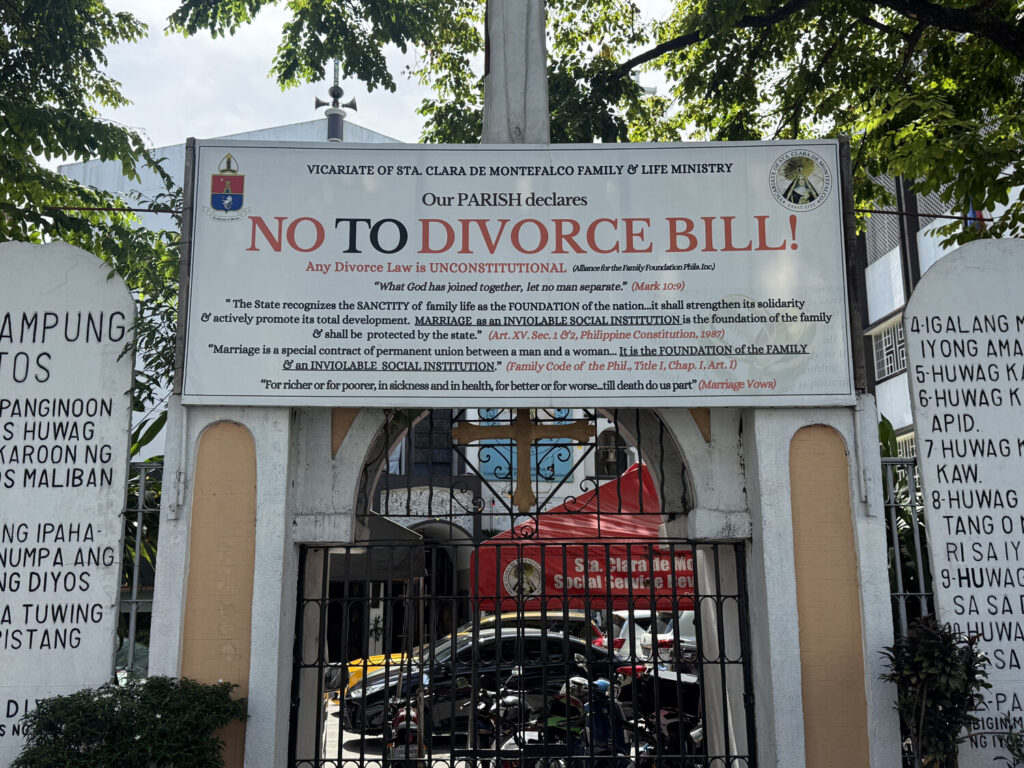 VICARIATE OF STA. CLARA DE MONTEFALCO FAMILY & LIFE MINISTRY
Our PARISH declares
NO TO DIVORCE BILL!
Any Divorce Law is UNCONSTITUTIONAL (Alliance for the Family Foundation Phils. Inc.)
"What God has joined together, let no man separate." (Mark 10:9)
" The State recognizes the SANCTITY of family life as the FOUNDATION of the nation...it shall strengthen its solidarity
& actively promote its total development. MARRIAGE as an INVIOLABLE SOCIAL INSTITUTION is the foundation of the family
& shall be protected by the state." (Art. XV. Sec. 1 &2, Philippine Constitution, 1987)
"Marriage is a special contract of permanent union between a man and a woman... It is the FOUNDATION of the FAMILY
& an INVIOLABLE SOCIAL INSTITUTION." (Family Code of the Phil., Title I, Chap. I, Art. I)
"For richer or for poorer, in sickness and in health, for better or for worse...till death do us part" (Marriage Vows)
AMPUNG
TOS
PANGINOON
S HUWAG
KAROON NG
OS MALIBAN
NG IPAHA-
NUMPA ANG
NG DIYOS
A TUWING
PISTANG
DIY
4-IGALANG M
IYONG AMA
5-HUWAG KA
6-HUWAG K
APID.
7 HUWAG K
KAW.
8-HUWAG
TANG O N
RI SA IY
9-HUWAG
SA SA D
HUWA
SA
NG IY
Sta. Clara de Mo
Social Service Dev